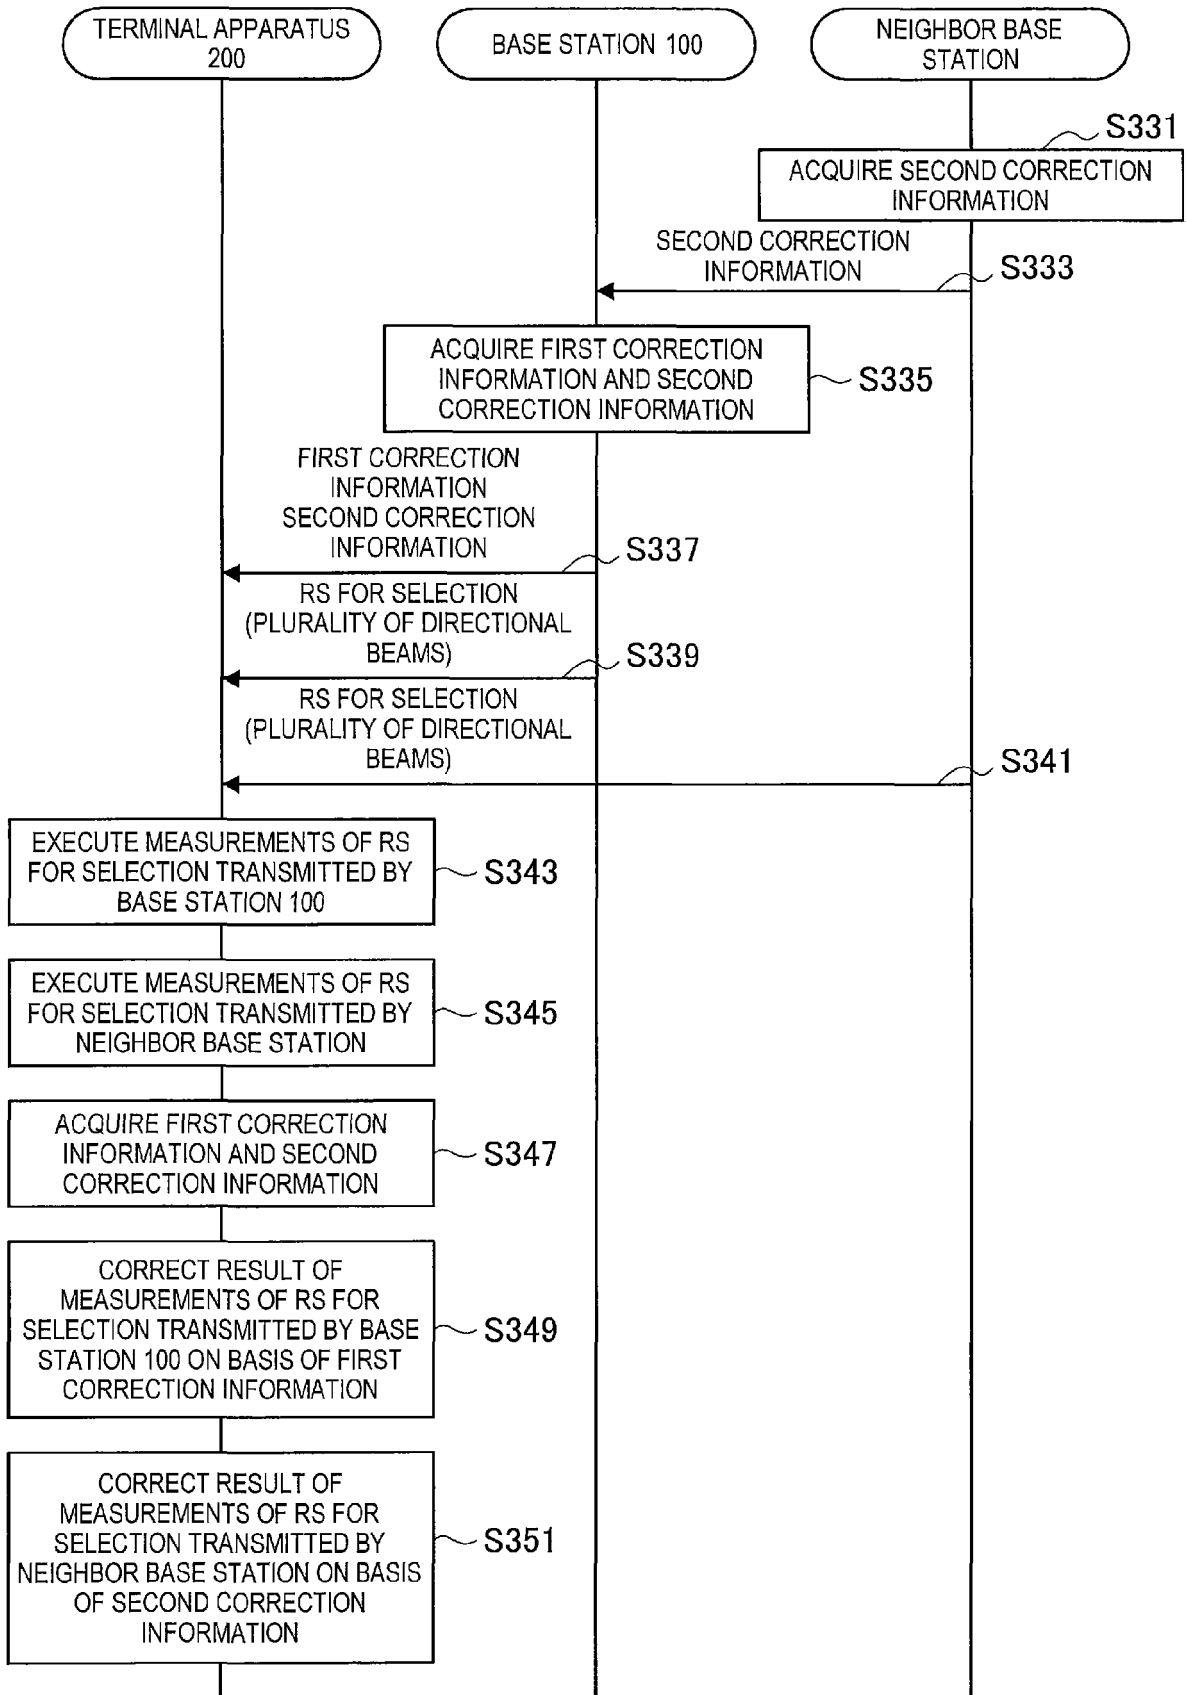 TERMINAL APPARATUS
200
BASE STATION 100
NEIGHBOR BASE
STATION
S331
ACQUIRE SECOND CORRECTION
INFORMATION
SECOND CORRECTION
INFORMATION
S333
ACQUIRE FIRST CORRECTION
INFORMATION AND SECOND
CORRECTION INFORMATION
S335
FIRST CORRECTION
INFORMATION
SECOND CORRECTION
INFORMATION
S337
RS FOR SELECTION
(PLURALITY OF DIRECTIONAL
BEAMS)
S339
RS FOR SELECTION
(PLURALITY OF DIRECTIONAL
BEAMS)
S341
EXECUTE MEASUREMENTS OF RS
FOR SELECTION TRANSMITTED BY
BASE STATION 100
S343
EXECUTE MEASUREMENTS OF RS
FOR SELECTION TRANSMITTED BY
NEIGHBOR BASE STATION
S345
ACQUIRE FIRST CORRECTION
INFORMATION AND SECOND
CORRECTION INFORMATION
S347
CORRECT RESULT OF
MEASUREMENTS OF RS FOR
SELECTION TRANSMITTED BY BASE
STATION 100 ON BASIS OF FIRST
CORRECTION INFORMATION
S349
CORRECT RESULT OF
MEASUREMENTS OF RS FOR
SELECTION TRANSMITTED BY
NEIGHBOR BASE STATION ON BASIS
OF SECOND CORRECTION
INFORMATION
S351